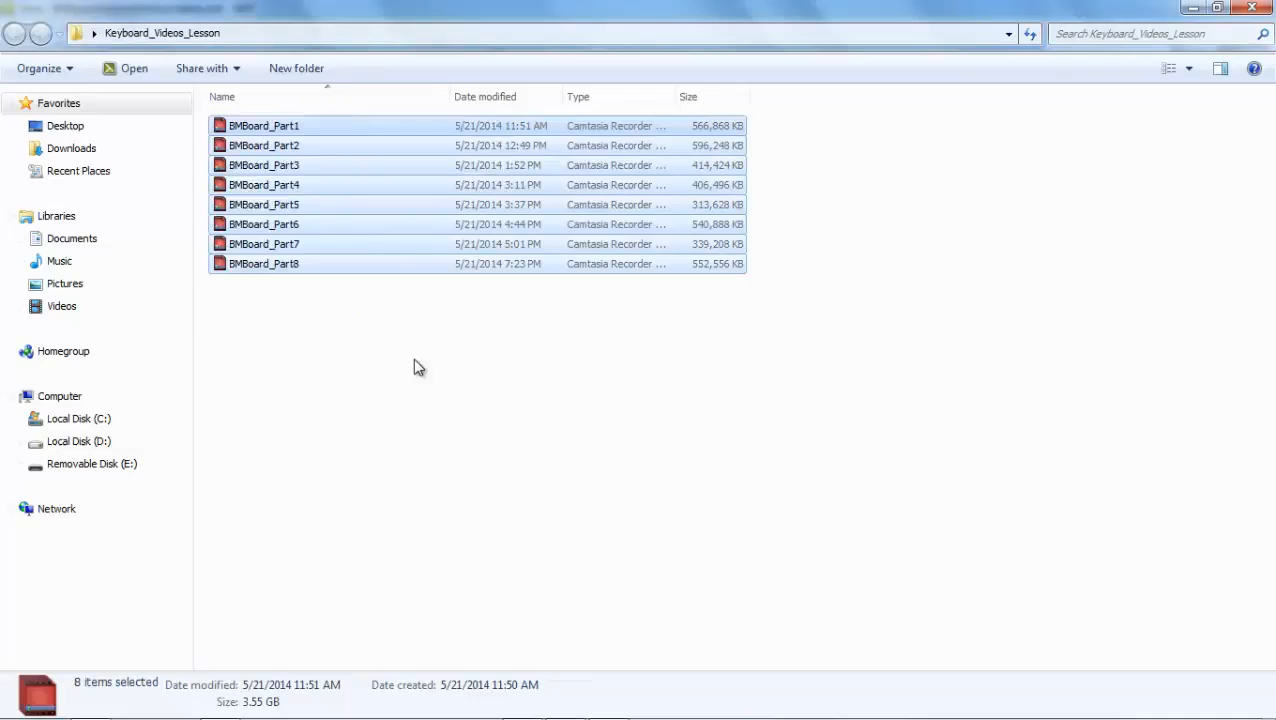 Keyboard_Videos_Lesson
Search Keyboard_Videos_Lesson
Organize Open Share with New folder
Name Date modified Type Size
Favorites
Desktop
Downloads
Recent Places
Libraries
Documents
Music
Pictures
Videos
Homegroup
Computer
Local Disk (C:)
Local Disk (D:)
Removable Disk (E:)
Network
BMBoard_Part1 5/21/2014 11:51 AM Camtasia Recorder ... 566,868 KB
BMBoard_Part2 5/21/2014 12:49 PM Camtasia Recorder ... 596,248 KB
BMBoard_Part3 5/21/2014 1:52 PM Camtasia Recorder ... 414,424 KB
BMBoard_Part4 5/21/2014 3:11 PM Camtasia Recorder ... 406,496 KB
BMBoard_Part5 5/21/2014 3:37 PM Camtasia Recorder ... 313,628 KB
BMBoard_Part6 5/21/2014 4:44 PM Camtasia Recorder ... 540,888 KB
BMBoard_Part7 5/21/2014 5:01 PM Camtasia Recorder ... 339,208 KB
BMBoard_Part8 5/21/2014 7:23 PM Camtasia Recorder ... 552,556 KB
8 items selected Date modified: 5/21/2014 11:51 AM Date created: 5/21/2014 11:50 AM
Size: 3.55 GB